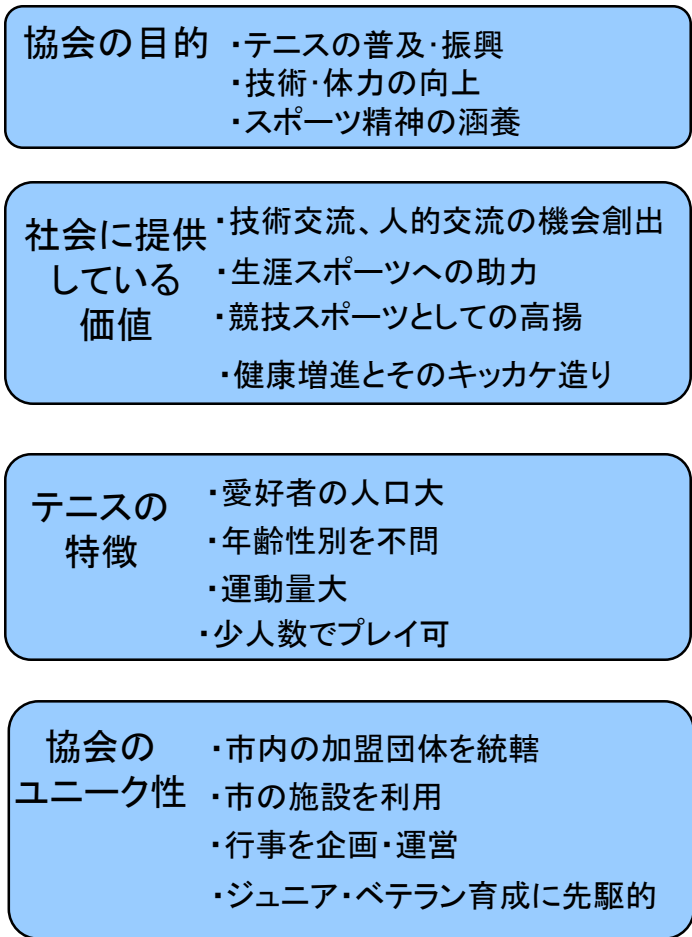 協会の目的
・テニスの普及・振興
・技術・体力の向上
・スポーツ精神の涵養
社会に提供
している
価値
・技術交流、人的交流の機会創出
・生涯スポーツへの助力
・競技スポーツとしての高揚
・健康増進とそのキッカケ造り
テニスの
特徴
・愛好者の人口大
・年齢性別を不問
・運動量大
・少人数でプレイ可
協会の
ユニーク性
・市内の加盟団体を統轄
・市の施設を利用
・行事を企画・運営
・ジュニア・ベテラン育成に先駆的